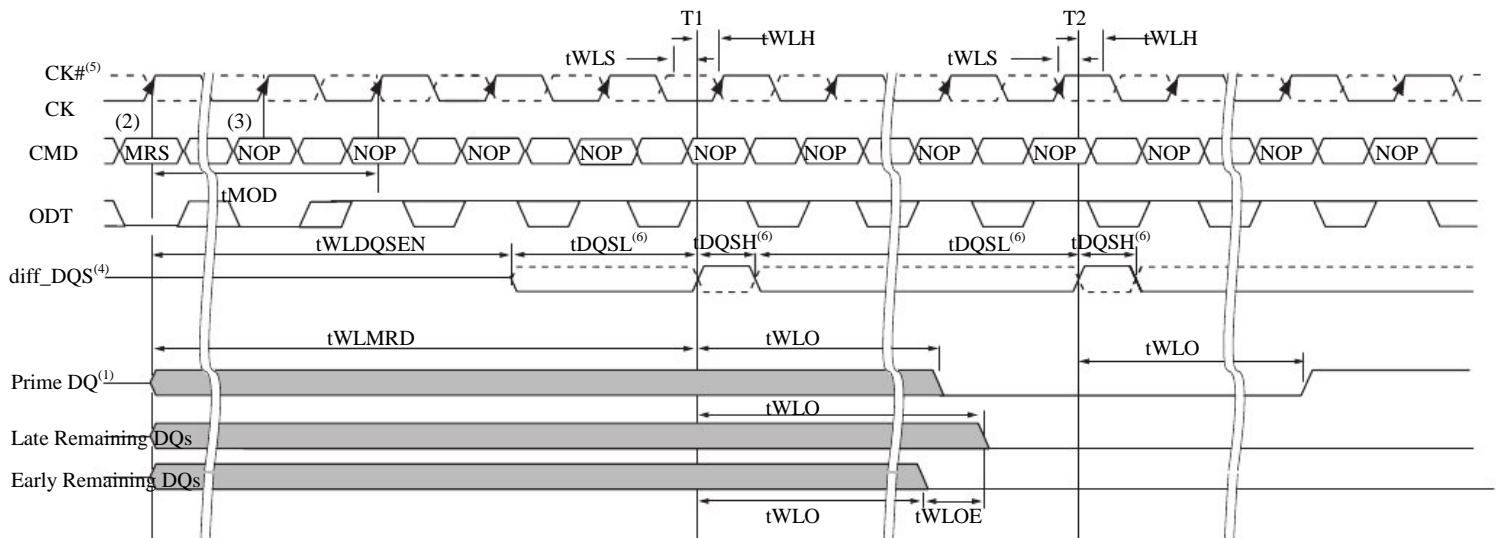 T1 T2
tWLH tWLH
tWLS tWLS
CK#(5)
CK
(2) (3)
CMD MRS NOP NOP NOP NOP NOP NOP NOP NOP NOP NOP NOP
tMOD
ODT
tWLDQSEN tDQSL(6) tDQSH(6) tDQSL(6) tDQSH(6)
diff_DQS(4)
tWLMRD tWLO tWLO
Prime DQ(1)
tWLO
Late Remaining DQs
Early Remaining DQs
tWLO tWLOE